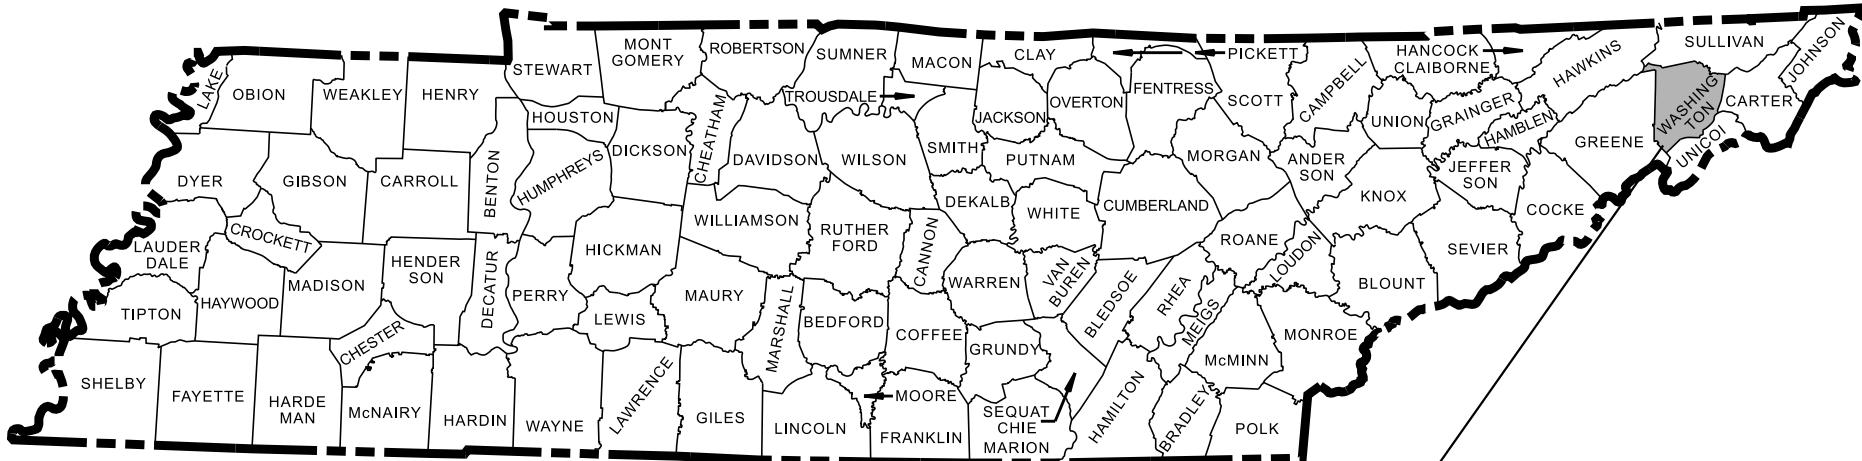 LAKE
OBION
WEAKLEY
HENRY
STEWART
MONT
GOMERY
ROBERTSON
SUMNER
MACON
CLAY
PICKETT
HANCOCK
CLAIBORNE
HAWKINS
SULLIVAN
JOHNSON
HOUSTON
DICKSON
CHEATHAM
TROUSDALE
JACKSON
OVERTON
FENTRESS
SCOTT
CAMPBELL
UNION
GRAINGER
HAMBLEN
GREENE
WASHING
TON
CARTER
UNICOI
DYER
GIBSON
CARROLL
BENTON
HUMPHREYS
DAVIDSON
WILSON
SMITH
PUTNAM
MORGAN
ANDER
SON
KNOX
JEFFER
SON
COCKE
LAUDER
DALE
CROCKETT
HENDER
SON
DECATUR
HICKMAN
WILLIAMSON
RUTHER
FORD
CANNON
DEKALB
WHITE
CUMBERLAND
ROANE
LOUDON
BLOUNT
SEVIER
TIPTON
HAYWOOD
MADISON
PERRY
LEWIS
MAURY
MARSHALL
BEDFORD
COFFEE
WARREN
VAN
BUREN
BLEDSOE
RHEA
MEIGS
MONROE
SHELBY
FAYETTE
HARDE
MAN
CHESTER
McNAIRY
HARDIN
WAYNE
LAWRENCE
GILES
LINCOLN
MOORE
FRANKLIN
GRUNDY
SEQUAT
CHIE
MARION
HAMILTON
BRADLEY
McMINN
POLK